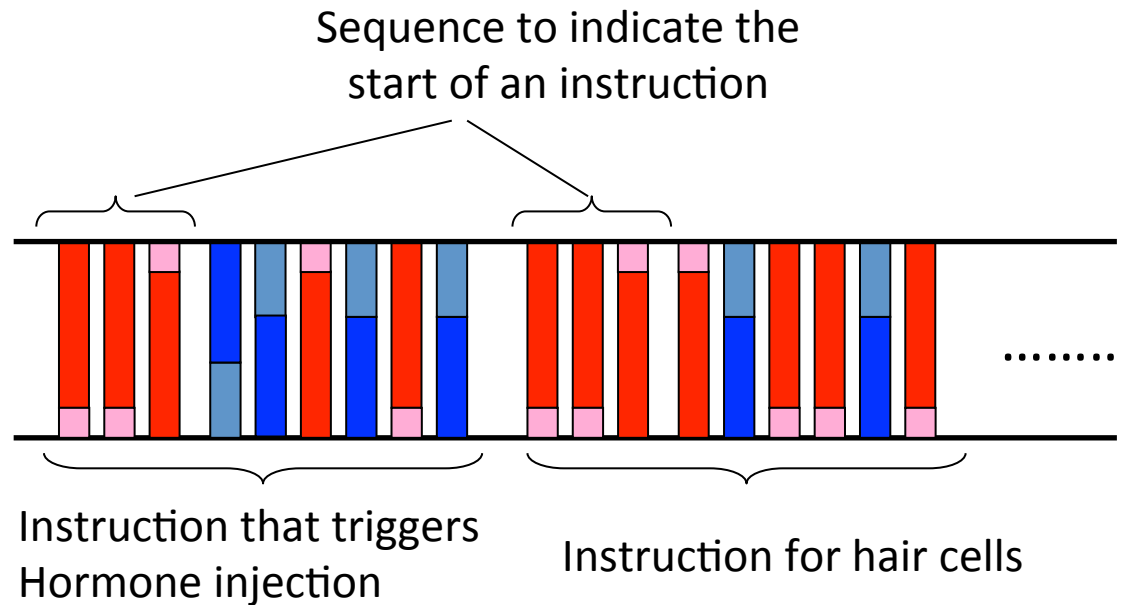 Sequence to indicate the
start of an instruction
........
Instruction that triggers
Hormone injection
Instruction for hair cells